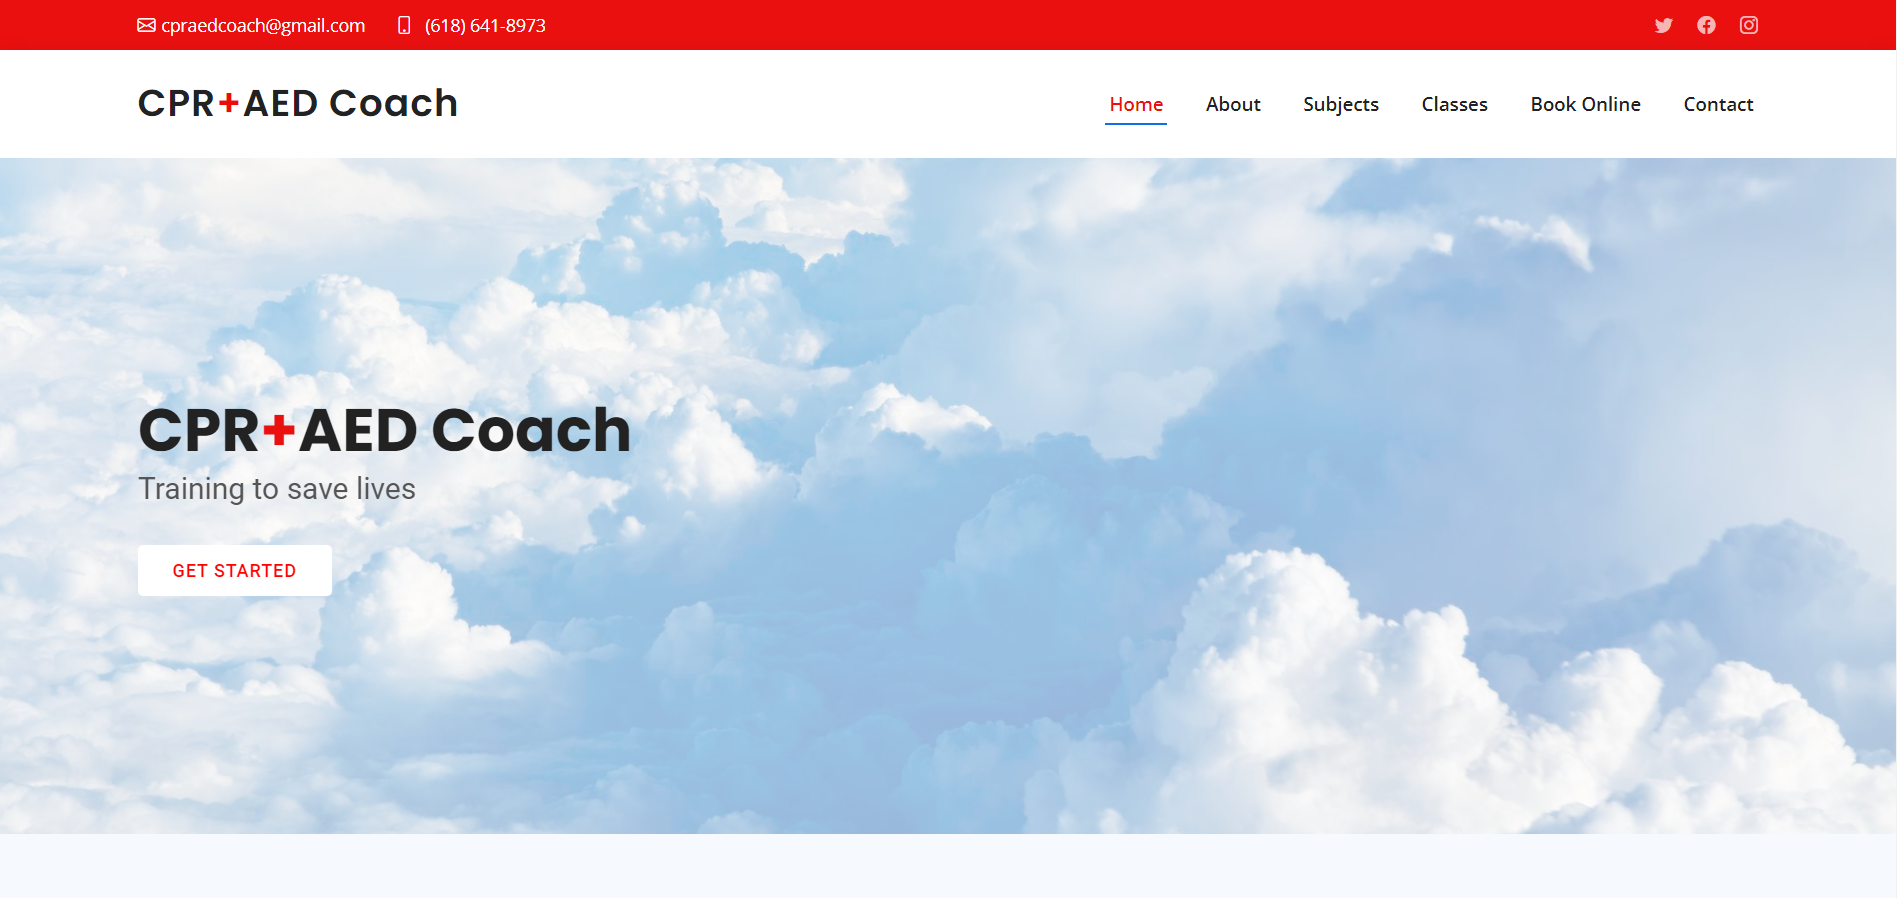 cpraedcoach@gmail.com (618) 641-8973
CPR+AED Coach
Home About Subjects Classes Book Online Contact
CPR+AED Coach
Training to save lives
GET STARTED